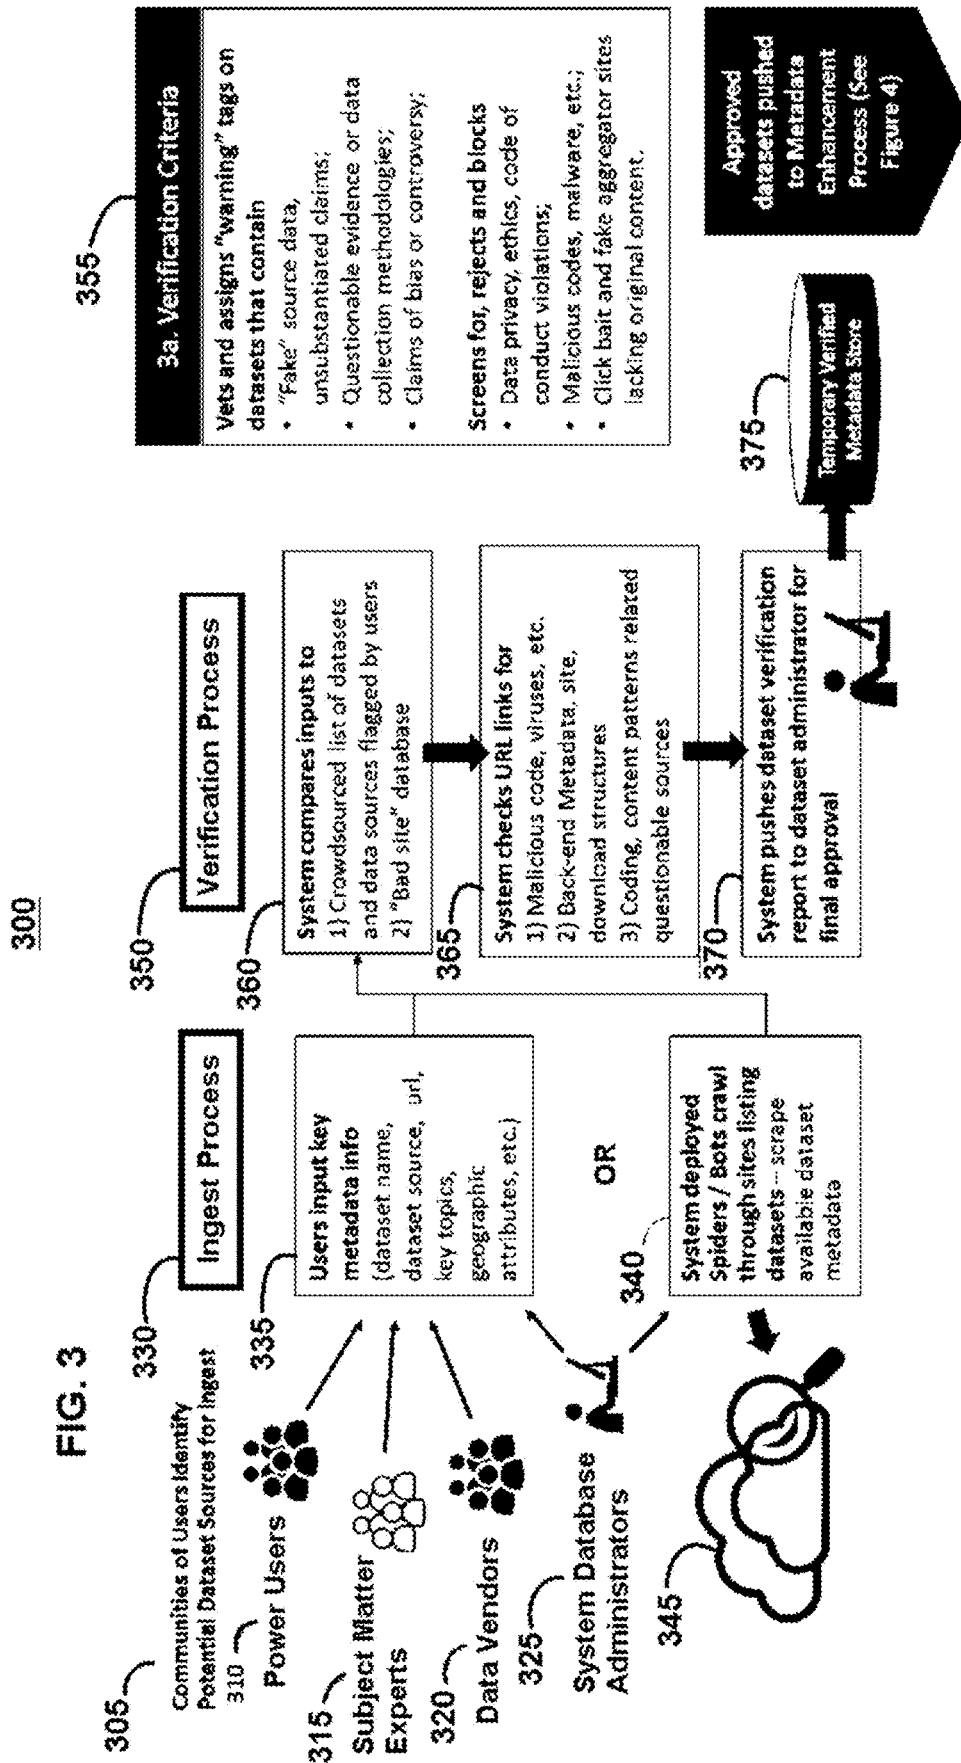 300
FIG. 3
305
Communities of Users Identify
Potential Dataset Sources for Ingest
310
Power Users
315
Subject Matter
Experts
320
Data Vendors
325
System Database
Administrators
345
330
Ingest Process
335
Users input key
metadata info
(dataset name,
dataset source, url,
key topics,
geographic
attributes, etc.)
OR
340
System deployed
Spiders / Bots crawl
through sites listing
datasets – scrape
available dataset
metadata
350
Verification Process
360
System compares inputs to
1) Crowdsourced list of datasets
and data sources flagged by users
2) "Bad site" database
365
System checks URL links for
1) Malicious code, viruses, etc.
2) Back-end Metadata, site,
download structures
3) Coding, content patterns related
questionable sources
370
System pushes dataset verification
report to dataset administrator for
final approval
355
3a. Verification Criteria
Vets and assigns "warning" tags on
datasets that contain
• "Fake" source data,
unsubstantiated claims;
• Questionable evidence or data
collection methodologies;
• Claims of bias or controversy;
Screens for, rejects and blocks
• Data privacy, ethics, code of
conduct violations;
• Malicious codes, malware, etc.;
• Click bait and fake aggregator sites
lacking original content.
375
Temporary Verified
Metadata Store
Approved
datasets pushed
to Metadata
Enhancement
Process (See
Figure 4)